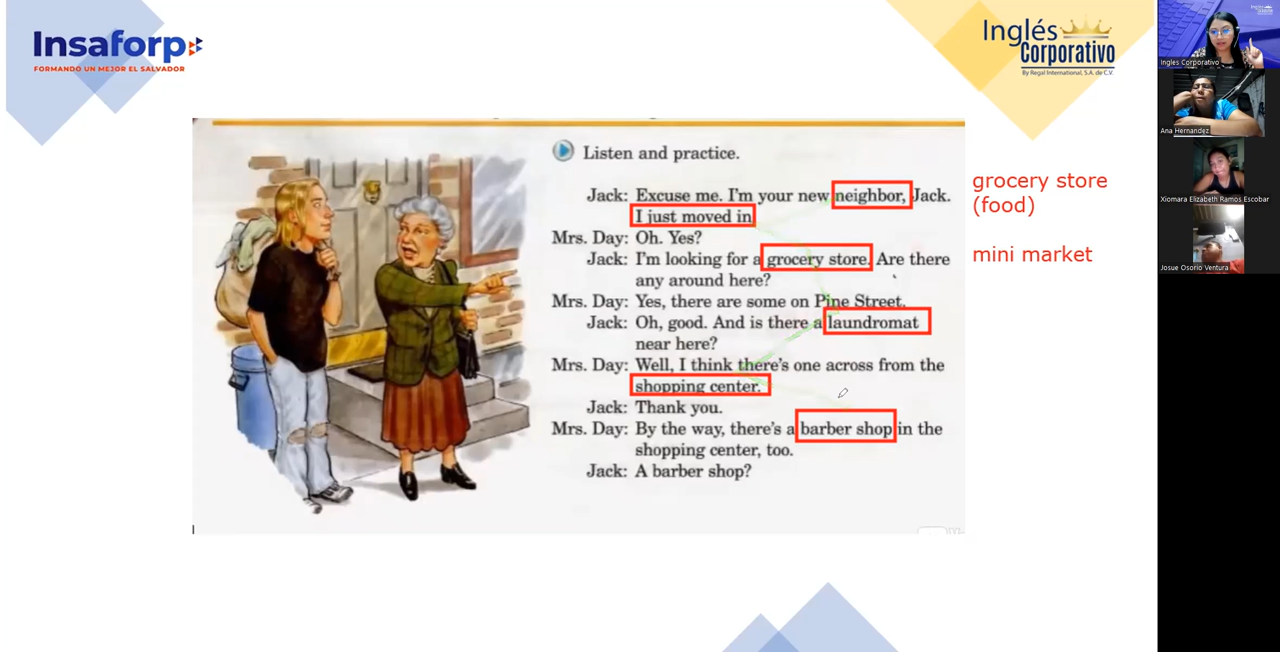 Insaforp
FORMANDO UN MEJOR EL SALVADOR
Inglés
Corporativo
By Regal International, S.A. de C.V.
Listen and practice.
Jack: Excuse me. I'm your new neighbor, Jack.
I just moved in
Mrs. Day: Oh. Yes?
Jack: I'm looking for a grocery store. Are there
any around here?
Mrs. Day: Yes, there are some on Pine Street.
Jack: Oh, good. And is there a laundromat
near here?
Mrs. Day: Well, I think there's one across from the
shopping center.
Jack: Thank you.
Mrs. Day: By the way, there's a barber shop in the
shopping center, too.
Jack: A barber shop?
grocery store
(food)
mini market
Ingles Corporativo
Ana Hernandez
Xiomara Elizabeth Ramos Escobar
Josue Osorio Ventura